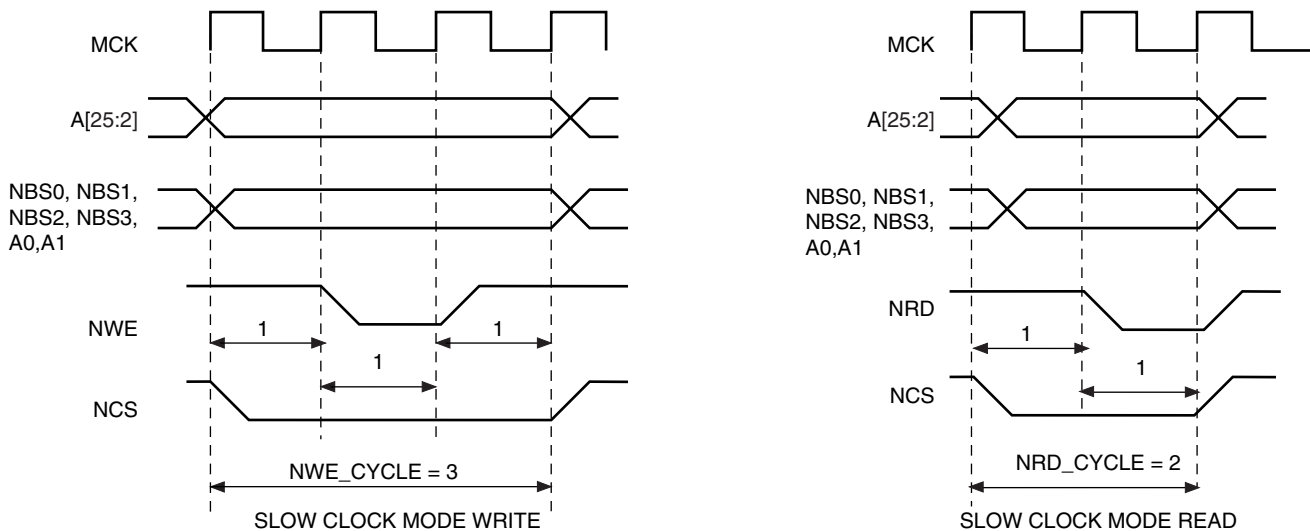 MCK
A[25:2]
NBS0, NBS1,
NBS2, NBS3,
A0,A1
NWE
1
1
1
NCS
NWE_CYCLE = 3
SLOW CLOCK MODE WRITE
MCK
A[25:2]
NBS0, NBS1,
NBS2, NBS3,
A0,A1
NRD
1
1
NCS
NRD_CYCLE = 2
SLOW CLOCK MODE READ